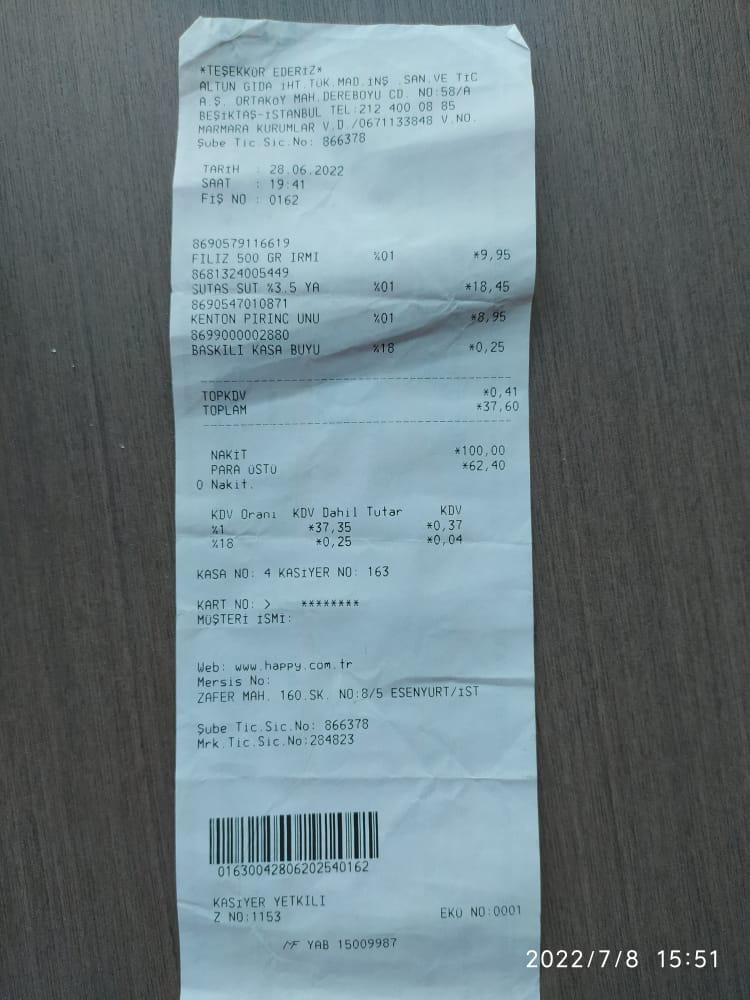 *TEŞEKKÜR EDERİZ*
ALTUN GIDA İHT.TÜK.MAD.İNŞ .SAN.VE TİC
A.Ş. ORTAKÖY MAH.DEREBOYU CD. NO:58/A
BEŞİKTAŞ-İSTANBUL TEL:212 400 08 85
MARMARA KURUMLAR V.D./0671133848 V.NO.
Şube Tic.Sic.No: 866378
TARİH : 28.06.2022
SAAT : 19:41
FİŞ NO : 0162
8690579116619
FILIZ 500 GR IRMI %01 *9,95
8681324005449
SUTAS SUT %3.5 YA %01 *18,45
8690547010871
KENTON PIRINC UNU %01 *8,95
8699000002880
BASKILI KASA BUYU %18 *0,25
TOPKDV *0,41
TOPLAM *37,60
NAKİT *100,00
PARA ÜSTÜ *62,40
0 Nakit.
KDV Oranı KDV Dahil Tutar KDV
%1 *37,35 *0,37
%18 *0,25 *0,04
KASA NO: 4 KASİYER NO: 163
KART NO: > ********
MÜŞTERİ İSMİ:
Web: www.happy.com.tr
Mersis No:
ZAFER MAH. 160.SK. NO:8/5 ESENYURT/İST
Şube Tic.Sic.No: 866378
Mrk.Tic.Sic.No:284823
01630042806202540162
KASİYER YETKİLİ
Z NO:1153 EKÜ NO:0001
MF YAB 15009987
2022/7/8 15:51